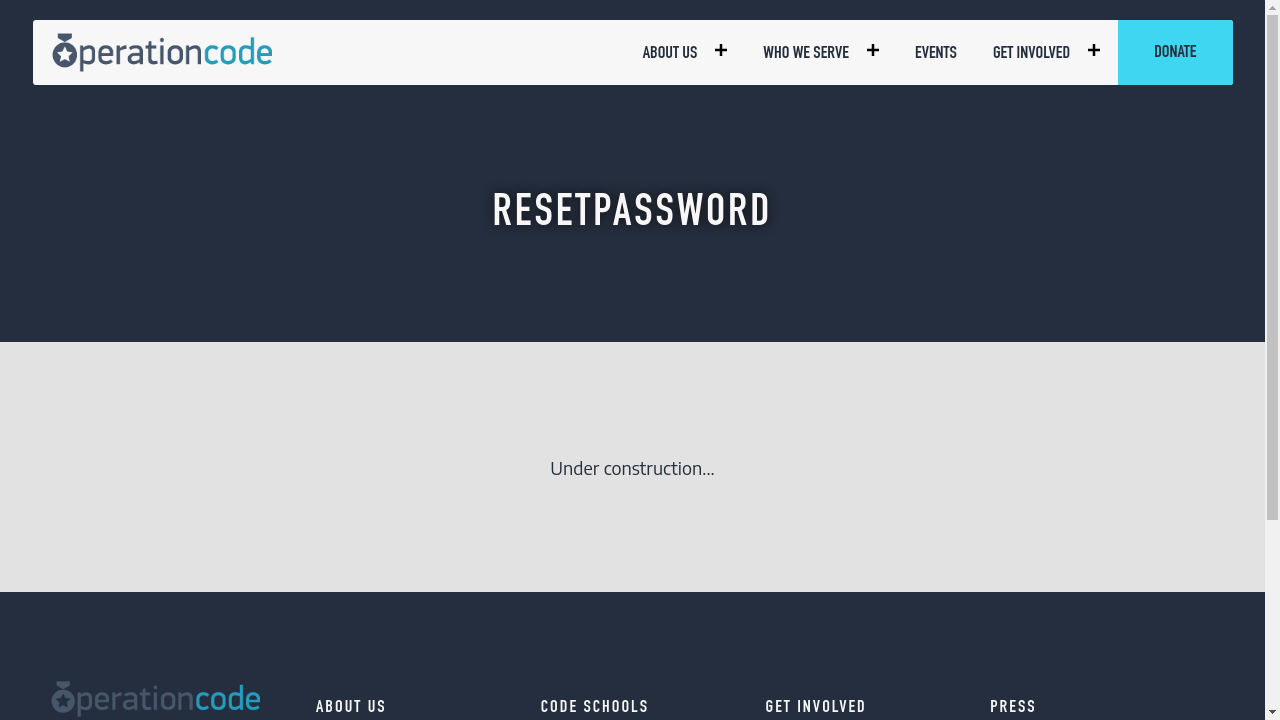 operationcode
ABOUT US
WHO WE SERVE
EVENTS
GET INVOLVED
DONATE
RESETPASSWORD
Under construction...
operationcode
ABOUT US
CODE SCHOOLS
GET INVOLVED
PRESS